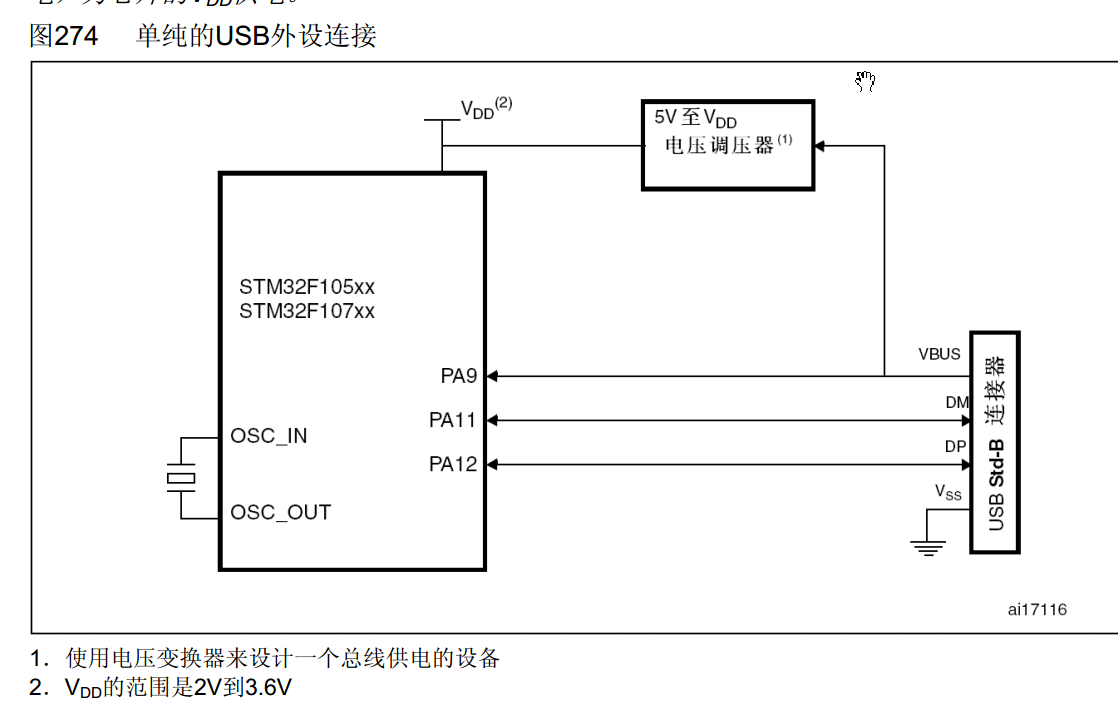 图274 单纯的USB外设连接
VDD(2)
5V至VDD
电压调压器(1)
STM32F105xx
STM32F107xx
VBUS
PA9
DM
PA11
OSC_IN
DP
PA12
VSS
OSC_OUT
USB Std-B 连接器
ai17116
1. 使用电压变换器来设计一个总线供电的设备
2. VDD的范围是2V到3.6V